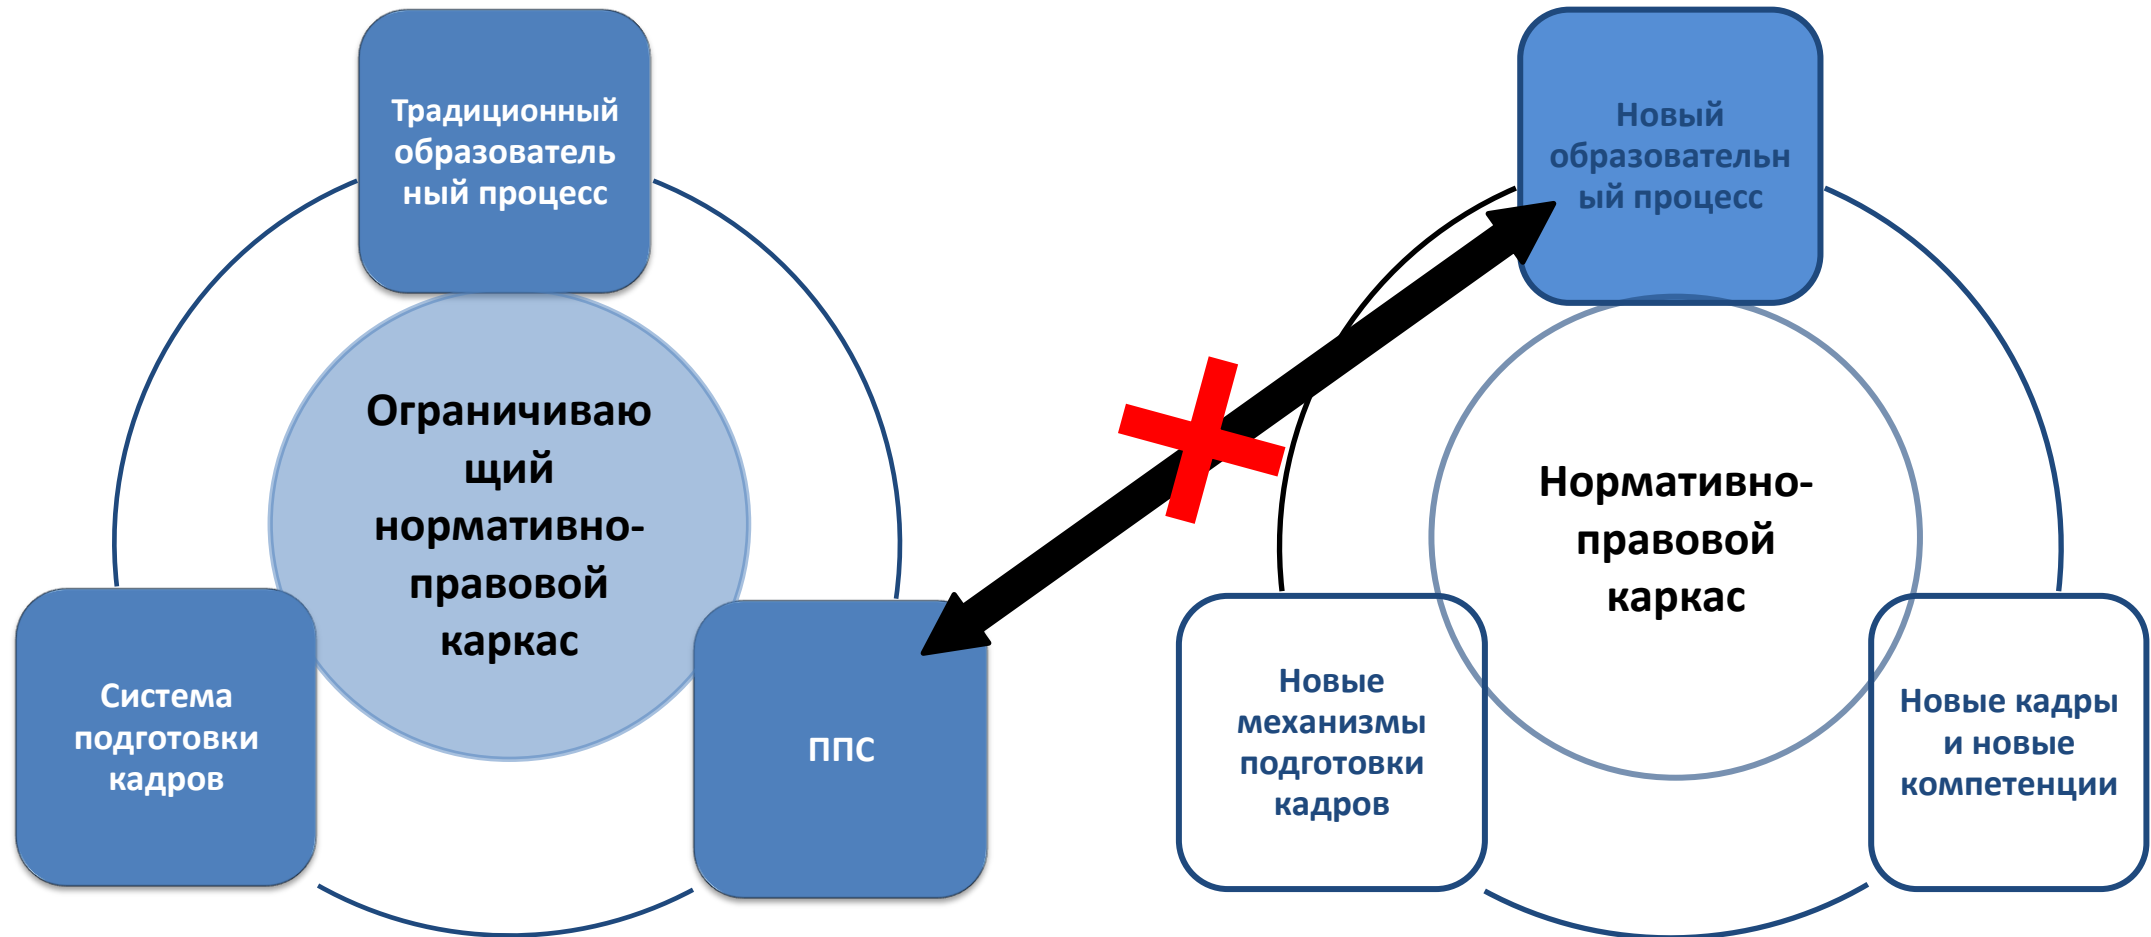 Традиционный
образователь
ный процесс
Ограничиваю
щий
нормативно-
правовой
каркас
Система
подготовки
кадров
ППС
Новый
образовательн
ый процесс
Нормативно-
правовой
каркас
Новые
механизмы
подготовки
кадров
Новые кадры
и новые
компетенции